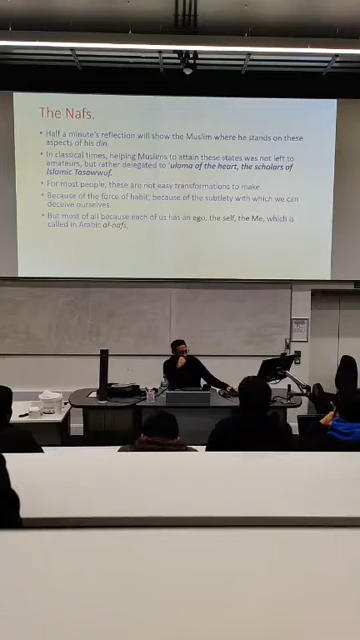 The Nafs.
• Half a minute's reflection will show the Muslim where he stands on these
aspects of his din.
• In classical times, helping Muslims to attain these states was not left to
amateurs, but rather delegated to 'ulama of the heart, the scholars of
Islamic Tasawwuf.
• For most people, these are not easy transformations to make.
• Because of the force of habit; because of the subtlety with which we can
deceive ourselves.
• But most of all because each of us has an ego, the self, the Me, which is
called in Arabic al-nafs,